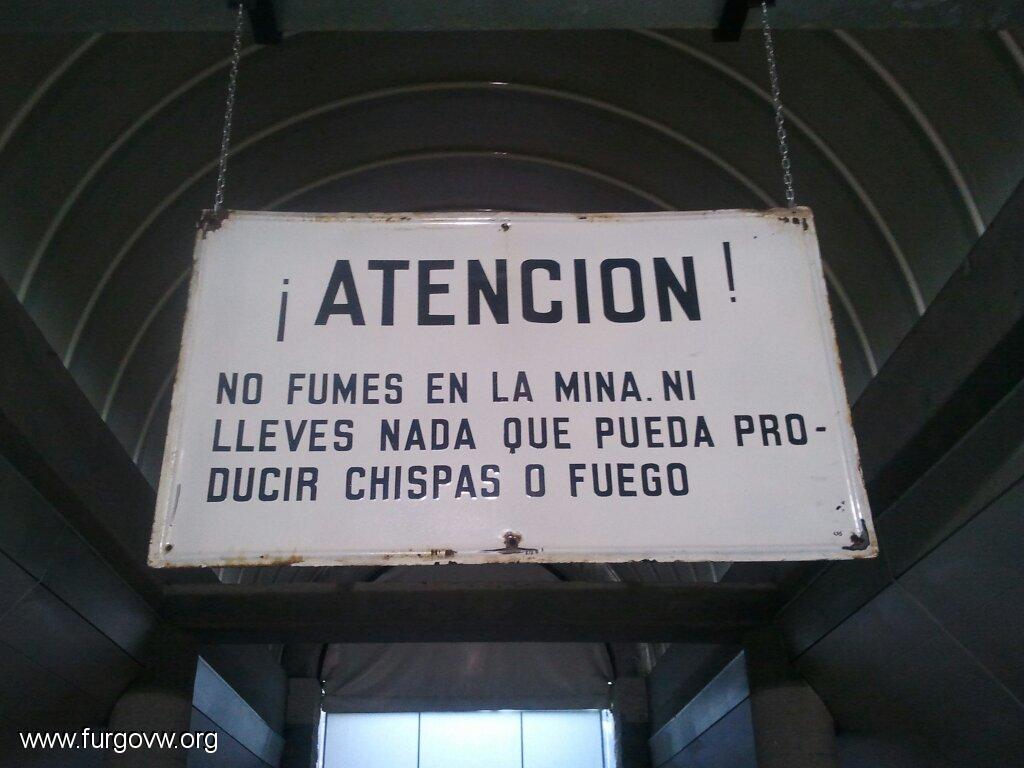 ¡ ATENCION !
NO FUMES EN LA MINA. NI
LLEVES NADA QUE PUEDA PRO-
DUCIR CHISPAS O FUEGO
www.furgovw.org